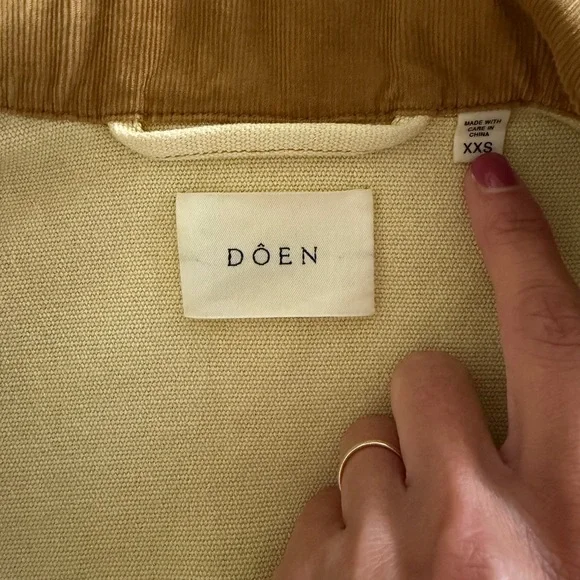 MADE WITH
CARE IN
CHINA
XXS
DÔEN